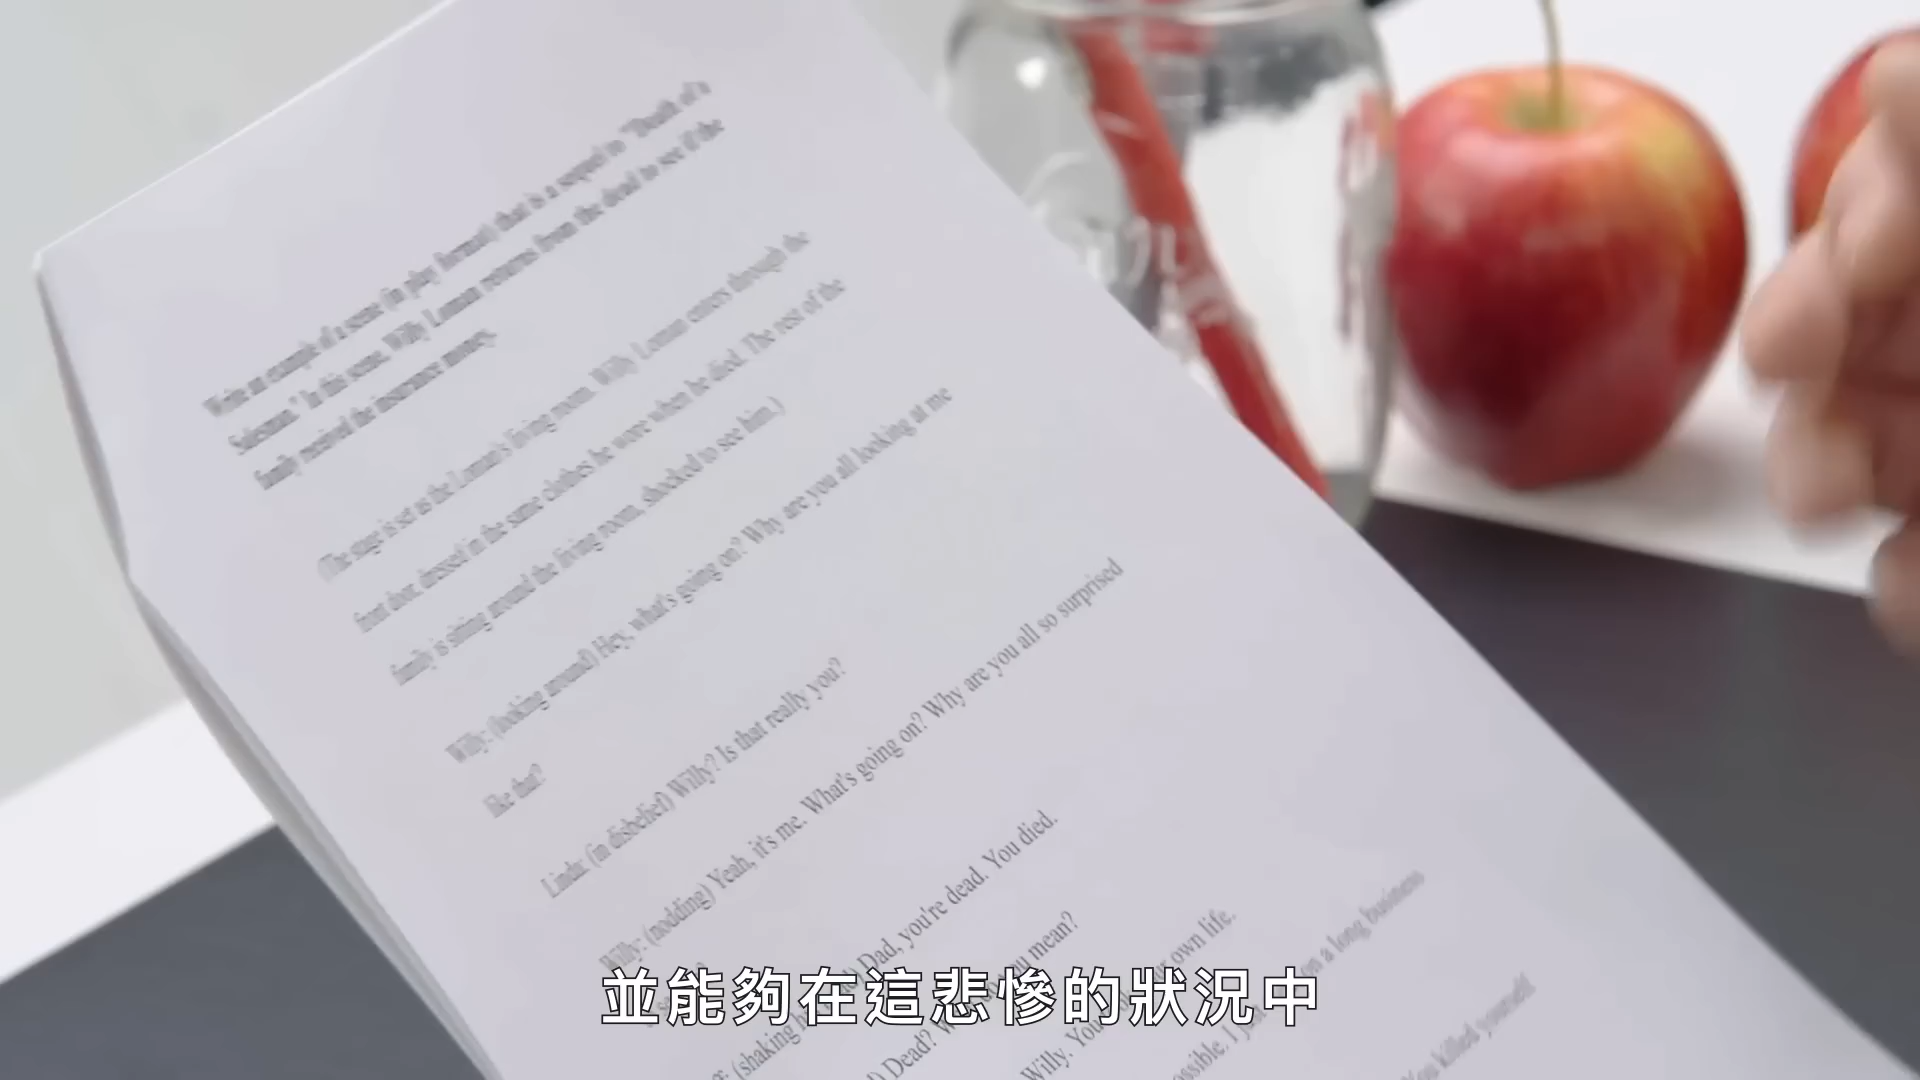 Write an example of a scene (in play format) that is a sequel to "Death of a
Salesman." In this scene, Willy Loman returns from the dead to see if the
family received the insurance money.
(The stage is set as the Loman's living room. Willy Loman enters through the
front door, dressed in the same clothes he wore when he died. The rest of the
family is sitting around the living room, shocked to see him.)
Willy: (looking around) Hey, what's going on? Why are you all looking at me
like that?
Linda: (in disbelief) Willy? Is that really you?
Willy: (nodding) Yeah, it's me. What's going on? Why are you all so surprised
(shaking Dad, you're dead. You died.
Dead? you mean?
Willy. You own life.
on a long business
You killed yourself
並能夠在這悲慘的狀況中